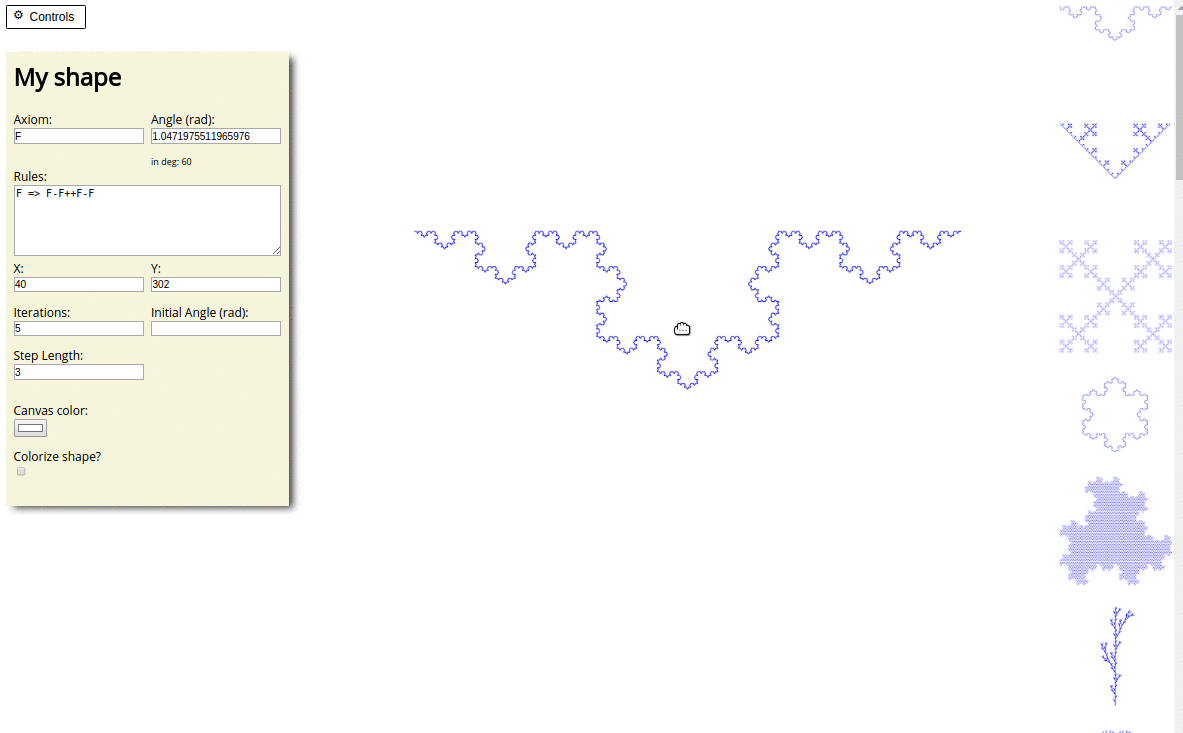 Controls
My shape
Axiom: Angle (rad):
F 1.0471975511965976
in deg: 60
Rules:
F => F-F++F-F
X: Y:
40 302
Iterations: Initial Angle (rad):
5
Step Length:
3
Canvas color:
Colorize shape?